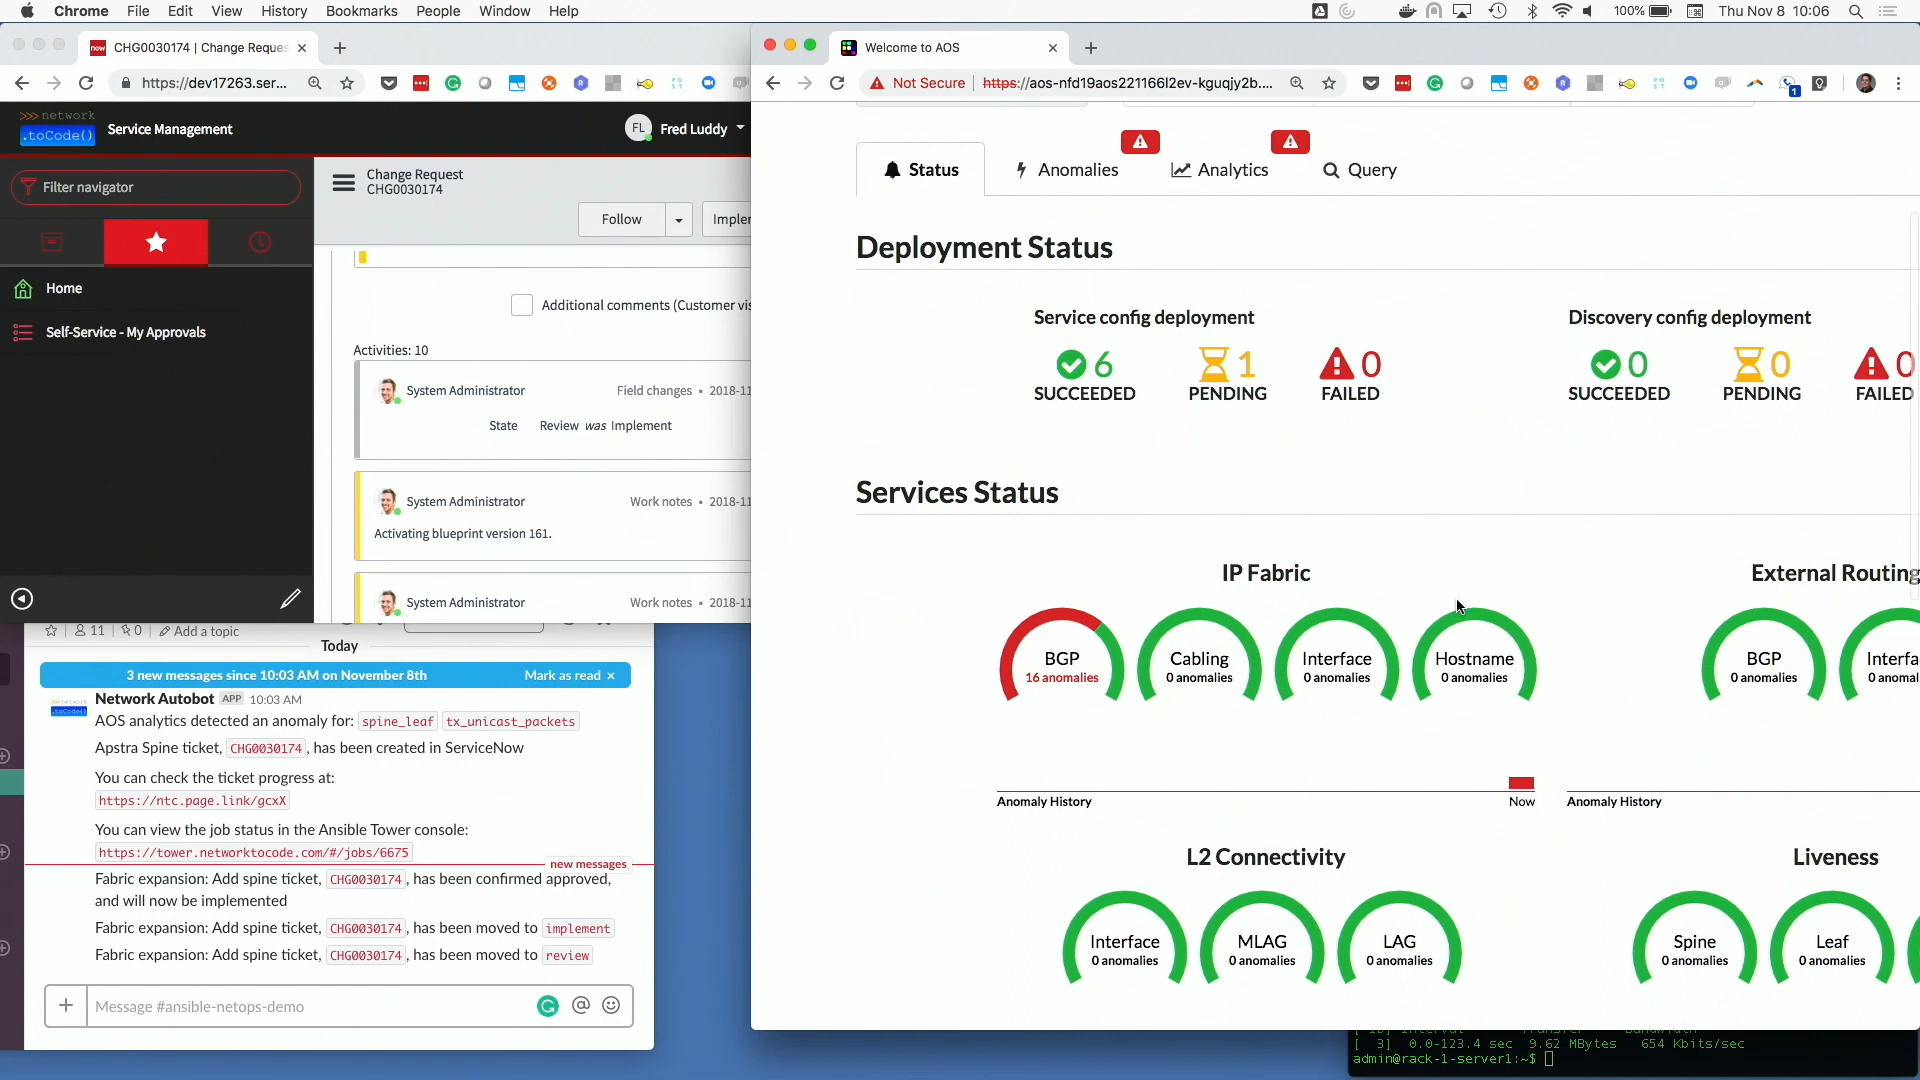 Chrome File Edit View History Bookmarks People Window Help
100% Thu Nov 8 10:06
CHG0030174 | Change Reques
https://dev17263.ser...
>>> network
.toCode()
Service Management
FL Fred Luddy
Filter navigator
Home
Self-Service - My Approvals
Change Request
CHG0030174
Follow
Impler
Additional comments (Customer vis
Activities: 10
System Administrator Field changes • 2018-11
State Review was Implement
System Administrator Work notes • 2018-11
Activating blueprint version 161.
System Administrator Work notes • 2018-11
11 0 Add a topic
Today
3 new messages since 10:03 AM on November 8th Mark as read ×
Network Autobot APP 10:03 AM
AOS analytics detected an anomaly for: spine_leaf tx_unicast_packets
Apstra Spine ticket, CHG0030174, has been created in ServiceNow
You can check the ticket progress at:
https://ntc.page.link/gcxX
You can view the job status in the Ansible Tower console:
https://tower.networktocode.com/#/jobs/6675
new messages
Fabric expansion: Add spine ticket, CHG0030174, has been confirmed approved,
and will now be implemented
Fabric expansion: Add spine ticket, CHG0030174, has been moved to implement
Fabric expansion: Add spine ticket, CHG0030174, has been moved to review
Message #ansible-netops-demo
Welcome to AOS
Not Secure | https://aos-nfd19aos221166l2ev-kguqjy2b....
1
Status Anomalies Analytics Query
Deployment Status
Service config deployment
6 1 0
SUCCEEDED PENDING FAILED
Discovery config deployment
0 0 0
SUCCEEDED PENDING FAILED
Services Status
IP Fabric
BGP Cabling Interface Hostname
16 anomalies 0 anomalies 0 anomalies 0 anomalies
Anomaly History Now
External Routing
BGP Interfa
0 anomalies 0 anomal
Anomaly History
L2 Connectivity
Interface MLAG LAG
0 anomalies 0 anomalies 0 anomalies
Liveness
Spine Leaf
0 anomalies 0 anomalies
[ 3] 0.0-123.4 sec 9.62 MBytes 654 Kbits/sec
admin@rack-1-server1:~$